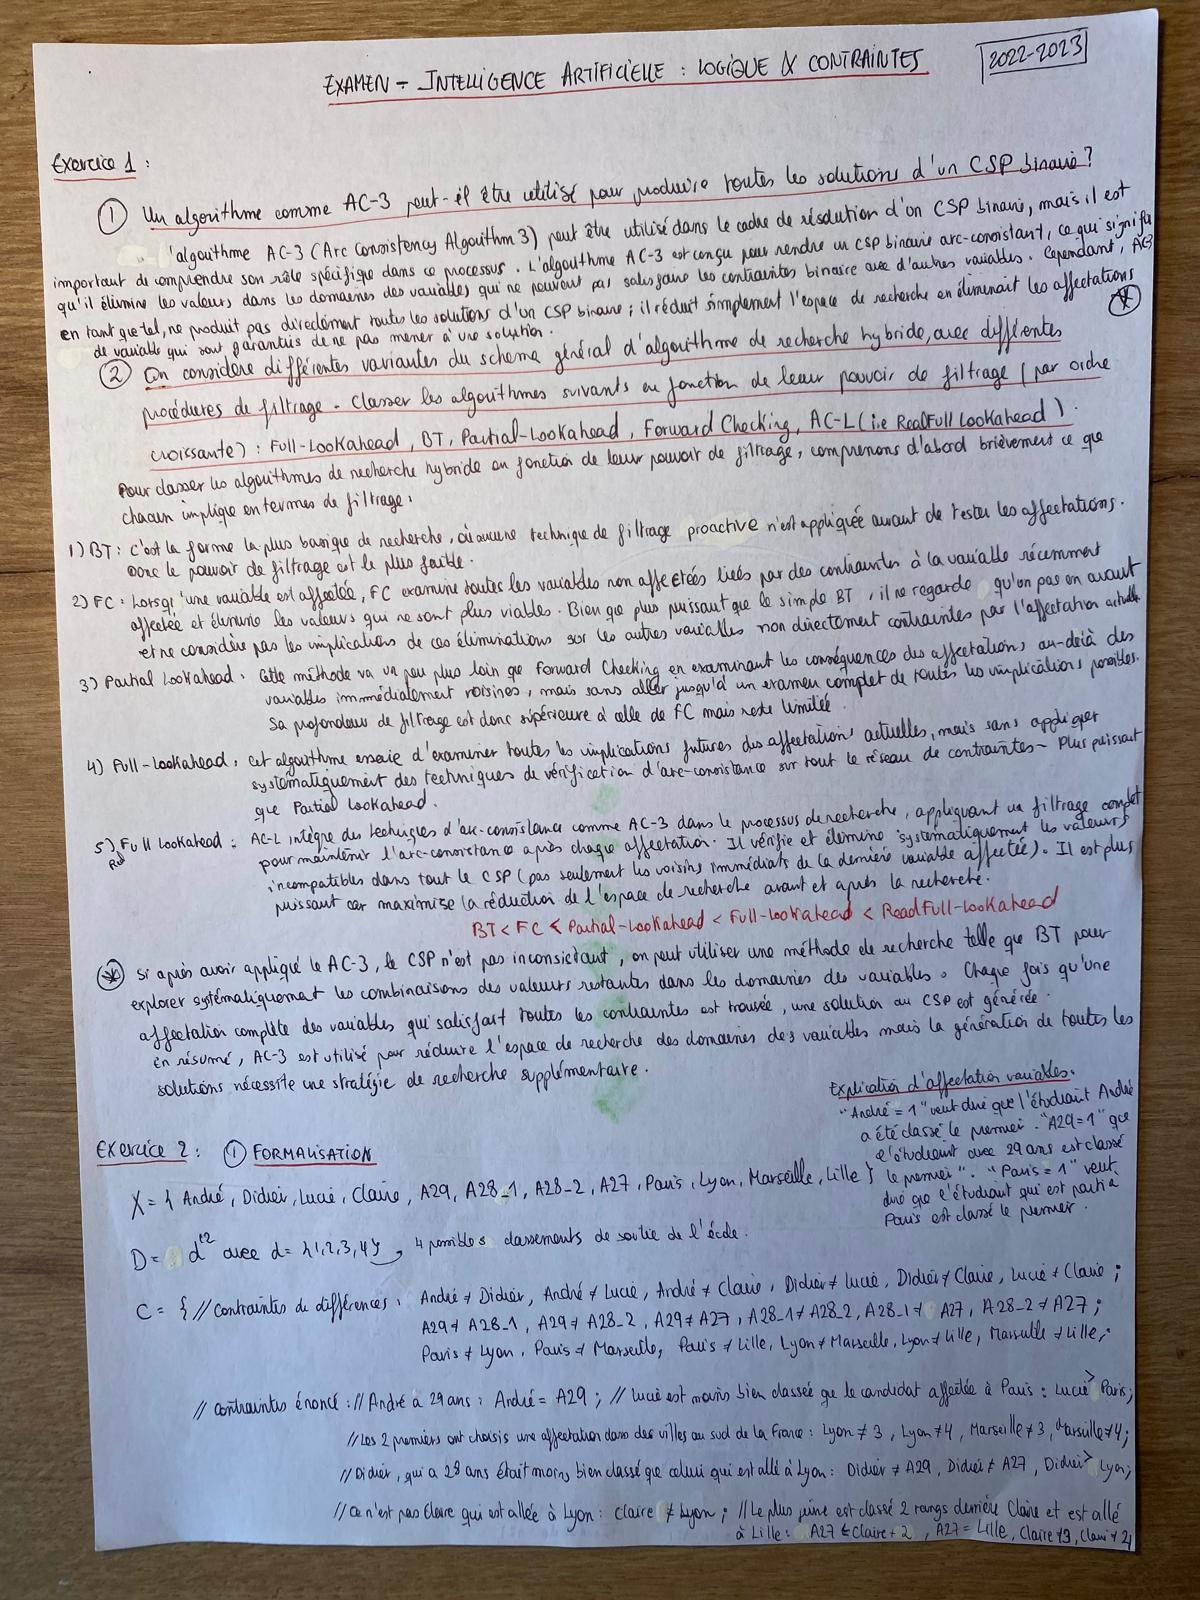 EXAMEN - INTELLIGENCE ARTIFICIELLE : LOGIQUE & CONTRAINTES
2022-2023
Exercice 1 :
① Un algorithme comme AC-3 peut-il être utilisé pour produire toutes les solutions d'un CSP binaire ?
l'algorithme AC-3 (Arc Consistency Algorithm 3) peut être utilisé dans le cadre de résolution d'un CSP binaire, mais il est
important de comprendre son rôle spécifique dans ce processus. L'algorithme AC-3 est conçu pour rendre un CSP binaire arc-consistant, ce qui signifie
qu'il élimine les valeurs dans les domaines des variables qui ne peuvent pas satisfaire les contraintes binaire avec d'autres variables. Cependant, AC3
en tant que tel, ne produit pas directement toutes les solutions d'un CSP binaire ; il réduit simplement l'espace de recherche en éliminant les affectations
de variable qui sont garanties de ne pas mener à une solution.
② On considère différentes variantes du schema général d'algorithme de recherche hybride, avec différentes
procédures de filtrage. Classer les algorithmes suivants en fonction de leur pouvoir de filtrage (par ordre
croissante) : Full-Lookahead, BT, Partial-Lookahead, Forward Checking, AC-L (i.e RealFull Lookahead).
Pour classer les algorithmes de recherche hybride en fonction de leur pouvoir de filtrage, comprenons d'abord brièvement ce que
chacun implique en termes de filtrage :
1) BT : c'est la forme la plus basique de recherche, où aucune technique de filtrage proactive n'est appliquée avant de tester les affectations.
Donc le pouvoir de filtrage est le plus faible.
2) FC : Lorsqu'une variable est affectée, FC examine toutes les variables non affectées liées par des contraintes à la variable récemment
affectée et élimine les valeurs qui ne sont plus viables. Bien que plus puissant que le simple BT, il ne regarde qu'on pas en avant
et ne considère pas les implications de ces éliminations sur les autres variables non directement contraintes par l'affectation actuelle
3) Partial Lookahead : Cette méthode va un peu plus loin que Forward Checking en examinant les conséquences des affectations au-delà des
variables immédiatement voisines, mais sans aller jusqu'à un examen complet de toutes les implications possibles.
Sa profondeur de filtrage est donc supérieure à celle de FC mais reste limitée.
4) Full-Lookahead : cet algorithme essaie d'examiner toutes les implications futures des affectations actuelles, mais sans appliquer
systématiquement des techniques de vérification d'arc-consistance sur tout le réseau de contraintes - Plus puissant
que Partial Lookahead.
5) Real Full Lookahead : AC-L intègre des techniques d'arc-consistance comme AC-3 dans le processus de recherche, appliquant un filtrage complet
pour maintenir l'arc-consistance après chaque affectation. Il vérifie et élimine systématiquement les valeurs
incompatibles dans tout le CSP (pas seulement les voisins immédiats de la dernière variable affectée). Il est plus
puissant car maximise la réduction de l'espace de recherche avant et après la recherche.
BT < FC < Partial-Lookahead < Full-Lookahead < RealFull-Lookahead
* Si après avoir appliqué le AC-3, le CSP n'est pas inconsistant, on peut utiliser une méthode de recherche telle que BT pour
explorer systématiquement les combinaisons des valeurs restantes dans les domaines des variables. Chaque fois qu'une
affectation complète des variables qui satisfait toutes les contraintes est trouvée, une solution au CSP est générée.
En résumé, AC-3 est utilisé pour réduire l'espace de recherche des domaines des variables mais la génération de toutes les
solutions nécessite une stratégie de recherche supplémentaire.
Explication d'affectation variables.
"André = 1" veut dire que l'étudiant André
a été classé le premier. "A29=1" que
l'étudiant avec 29 ans est classé
le premier". "Paris = 1" veut
dire que l'étudiant qui est parti à
Paris est classé le premier.
Exercice 2 : ① FORMALISATION
X = { André, Didier, Lucie, Claire, A29, A28_1, A28_2, A27, Paris, Lyon, Marseille, Lille }
D = d^12 avec d = {1,2,3,4}, 4 possibles classements de sortie de l'école.
C = { // contraintes de différences : André ≠ Didier, André ≠ Lucie, André ≠ Claire, Didier ≠ Lucie, Didier ≠ Claire, Lucie ≠ Claire ;
A29 ≠ A28_1, A29 ≠ A28_2, A29 ≠ A27, A28_1 ≠ A28_2, A28_1 ≠ A27, A28_2 ≠ A27 ;
Paris ≠ Lyon, Paris ≠ Marseille, Paris ≠ Lille, Lyon ≠ Marseille, Lyon ≠ Lille, Marseille ≠ Lille ;
// contraintes énoncé : // André a 29 ans : André = A29 ; // Lucie est moins bien classée que le candidat affectée à Paris : Lucie > Paris ;
// Les 2 premiers ont choisis une affectation dans des villes au sud de la France : Lyon ≠ 3, Lyon ≠ 4, Marseille ≠ 3, Marseille ≠ 4 ;
// Didier, qui a 28 ans était moins bien classé que celui qui est allé à Lyon : Didier ≠ A29, Didier ≠ A27, Didier > Lyon ;
// Ce n'est pas Claire qui est allée à Lyon : Claire ≠ Lyon ; // Le plus jeune est classé 2 rangs derrière Claire et est allé
à Lille : A27 = Claire + 2, A27 = Lille, Claire ≠ 3, Claire ≠ 4